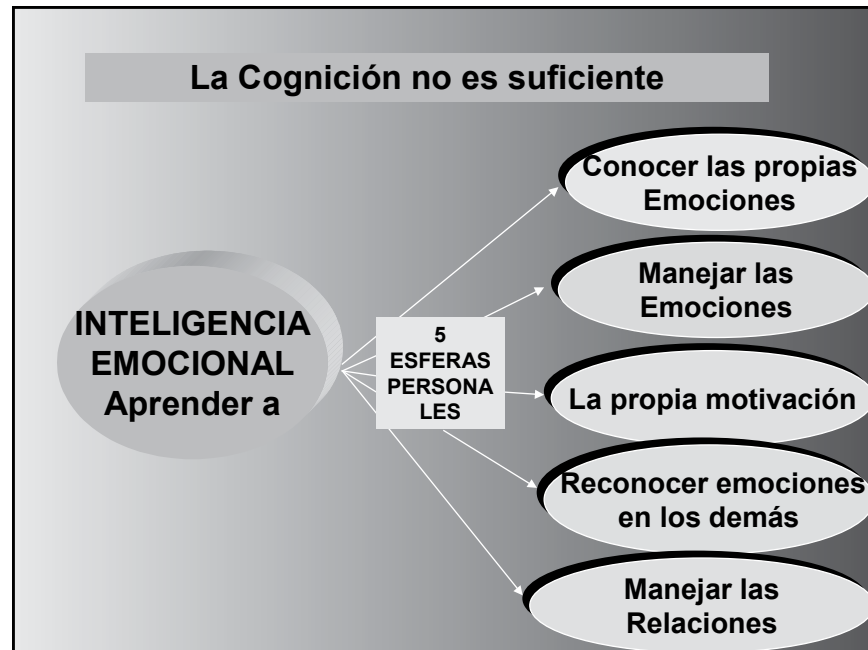 La Cognición no es suficiente
INTELIGENCIA
EMOCIONAL
Aprender a
5
ESFERAS
PERSONA
LES
Conocer las propias
Emociones
Manejar las
Emociones
La propia motivación
Reconocer emociones
en los demás
Manejar las
Relaciones